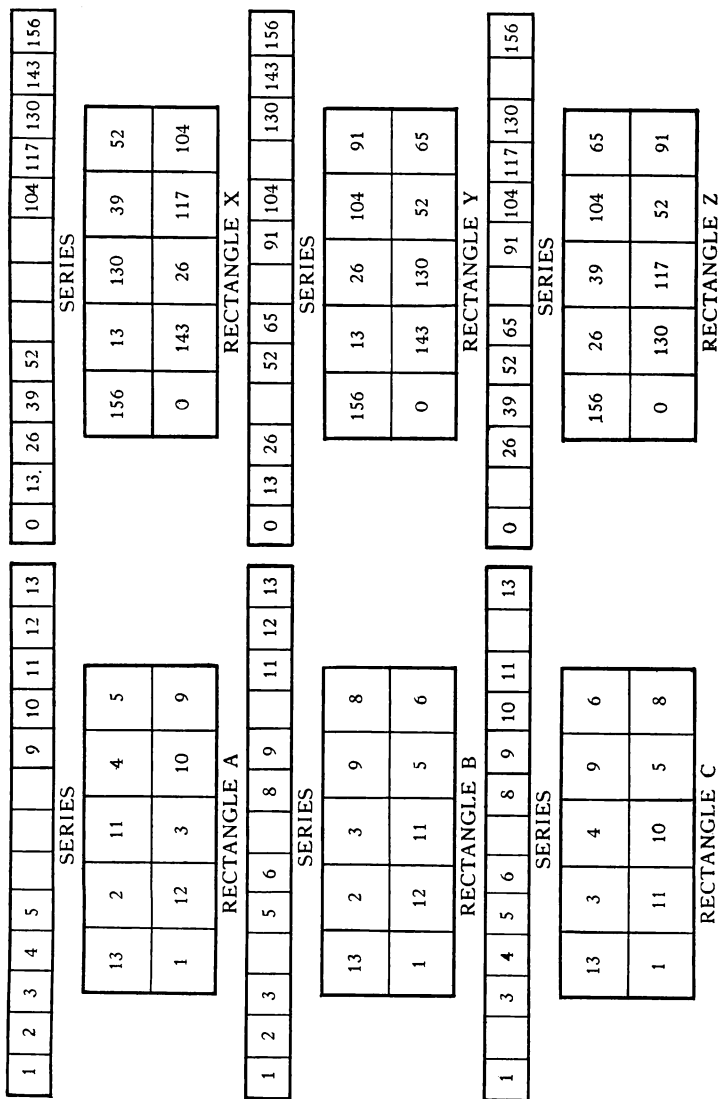 1 2 3 4 5 9 10 11 12 13
SERIES
13 2 11 4 5
1 12 3 10 9
RECTANGLE A
0 13. 26 39 52 104 117 130 143 156
SERIES
156 13 130 39 52
0 143 26 117 104
RECTANGLE X
1 2 3 5 6 8 9 11 12 13
SERIES
13 2 3 9 8
1 12 11 5 6
RECTANGLE B
0 13 26 52 65 91 104 130 143 156
SERIES
156 13 26 104 91
0 143 130 52 65
RECTANGLE Y
1 3 4 5 6 8 9 10 11 13
SERIES
13 3 4 9 6
1 11 10 5 8
RECTANGLE C
0 26 39 52 65 91 104 117 130 156
SERIES
156 26 39 104 65
0 130 117 52 91
RECTANGLE Z